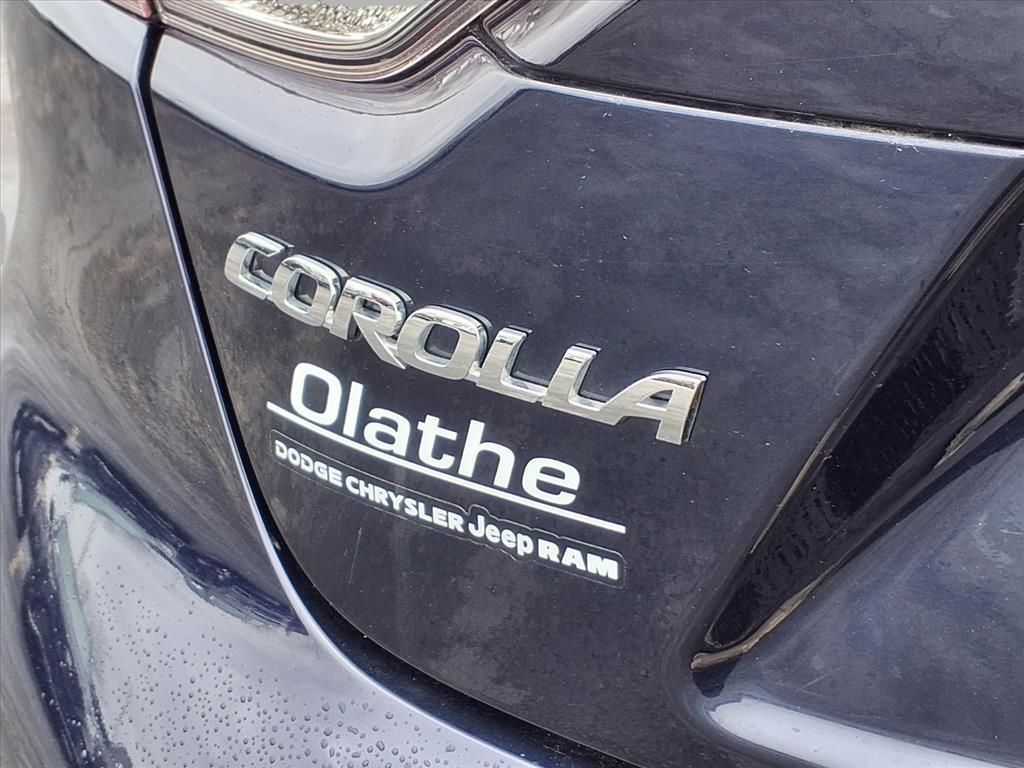 COROLLA
Olathe
DODGE CHRYSLER Jeep RAM